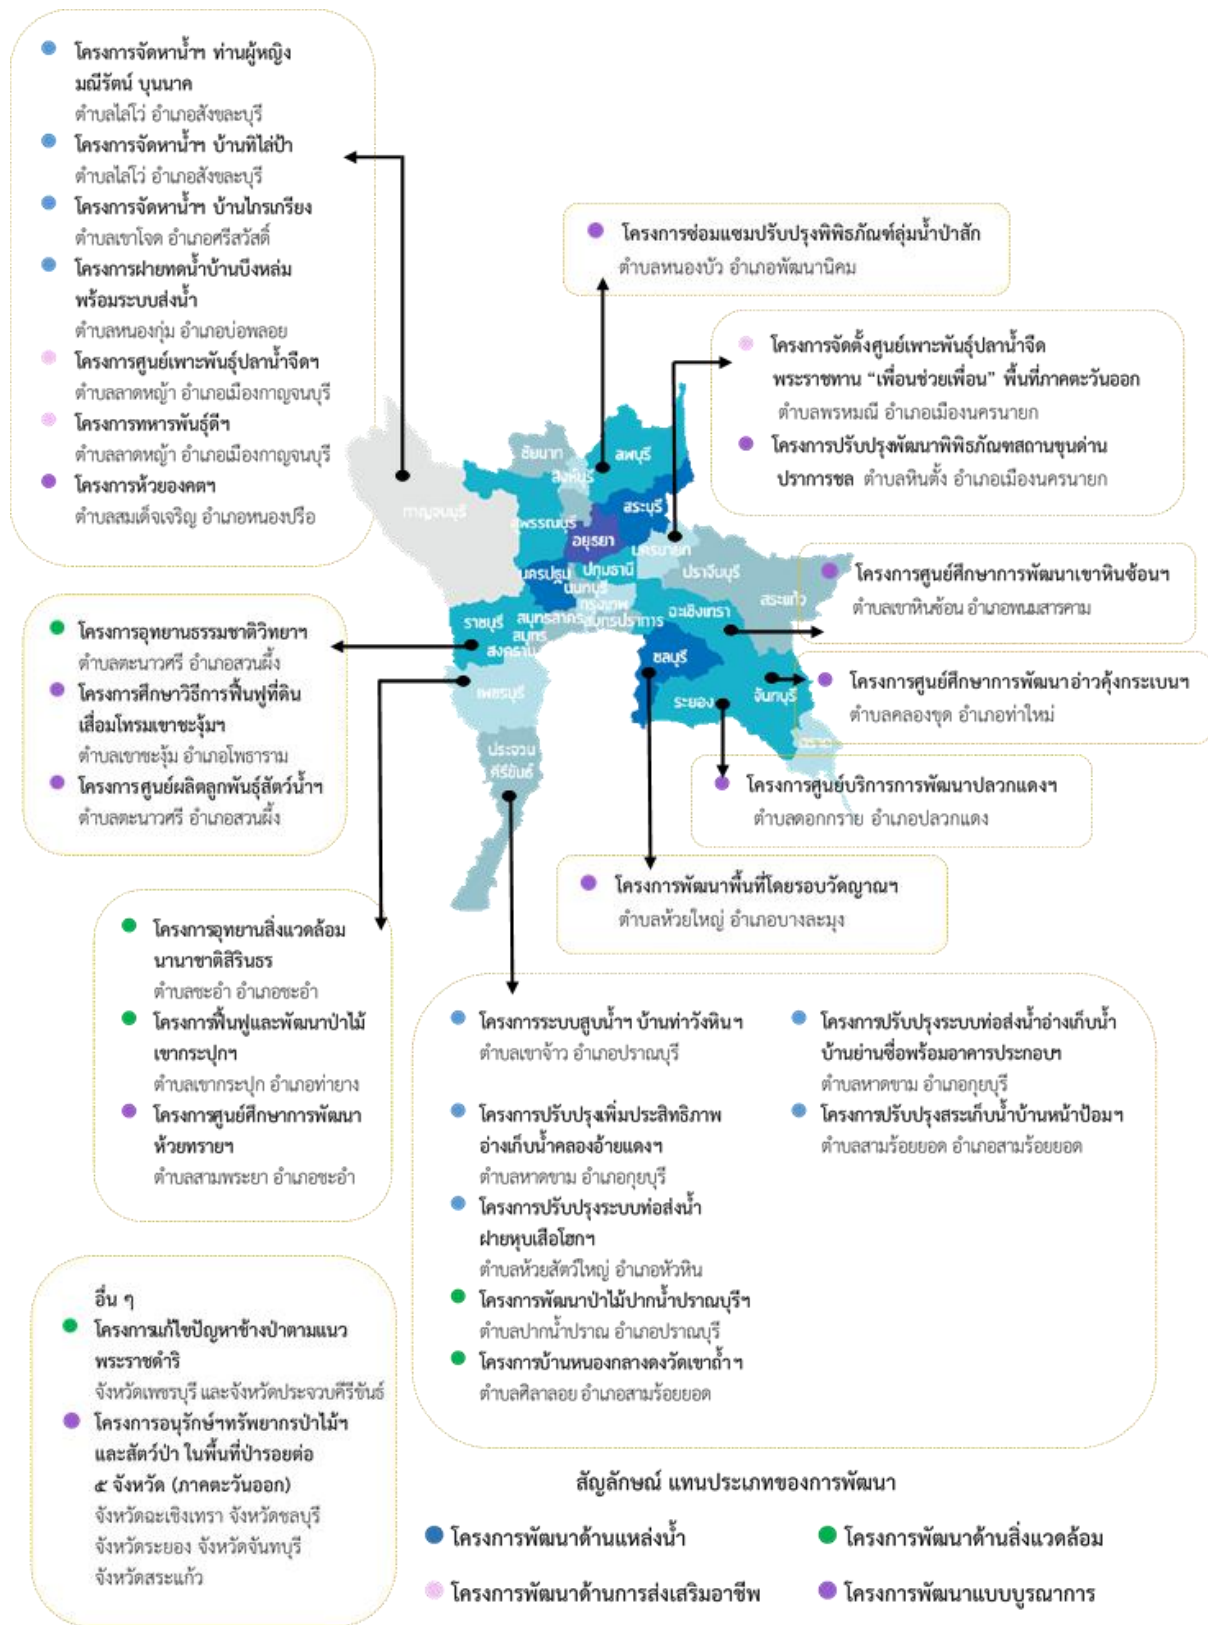 โครงการจัดหาน้ำฯ ท่านผู้หญิง
มณีรัตน์ บุนนาค
ตำบลไล่โว่ อำเภอสังขละบุรี
โครงการจัดหาน้ำฯ บ้านทิไล่ป้า
ตำบลไล่โว่ อำเภอสังขละบุรี
โครงการจัดหาน้ำฯ บ้านไกรเกรียง
ตำบลเขาโจด อำเภอศรีสวัสดิ์
โครงการฝายทดน้ำบ้านบึงหล่ม
พร้อมระบบส่งน้ำ
ตำบลหนองกุ่ม อำเภอบ่อพลอย
โครงการศูนย์เพาะพันธุ์ปลาน้ำจืดฯ
ตำบลลาดหญ้า อำเภอเมืองกาญจนบุรี
โครงการทหารพันธุ์ดีฯ
ตำบลลาดหญ้า อำเภอเมืองกาญจนบุรี
โครงการห้วยองคตฯ
ตำบลสมเด็จเจริญ อำเภอหนองปรือ
โครงการซ่อมแซมปรับปรุงพิพิธภัณฑ์ลุ่มน้ำป่าสัก
ตำบลหนองบัว อำเภอพัฒนานิคม
โครงการจัดตั้งศูนย์เพาะพันธุ์ปลาน้ำจืด
พระราชทาน “เพื่อนช่วยเพื่อน” พื้นที่ภาคตะวันออก
ตำบลพรหมณี อำเภอเมืองนครนายก
โครงการปรับปรุงพัฒนาพิพิธภัณฑสถานขุนด่าน
ปราการชล ตำบลหินตั้ง อำเภอเมืองนครนายก
ชัยนาท
ลพบุรี
สิงห์บุรี
กาญจนบุรี
สุพรรณบุรี
สระบุรี
อยุธยา
นครนายก
นครปฐม
ปทุมธานี
ปราจีนบุรี
นนทบุรี
กรุงเทพ
สระแก้ว
ราชบุรี
สมุทรสาคร
สมุทรปราการ
ฉะเชิงเทรา
สมุทร
สงคราม
ชลบุรี
เพชรบุรี
ระยอง
จันทบุรี
ประจวบ
คีรีขันธ์
โครงการศูนย์ศึกษาการพัฒนาเขาหินซ้อนฯ
ตำบลเขาหินซ้อน อำเภอพนมสารคาม
โครงการศูนย์ศึกษาการพัฒนาอ่าวคุ้งกระเบนฯ
ตำบลคลองขุด อำเภอท่าใหม่
โครงการศูนย์บริการการพัฒนาปลวกแดงฯ
ตำบลดอกกราย อำเภอปลวกแดง
โครงการพัฒนาพื้นที่โดยรอบวัดญาณฯ
ตำบลห้วยใหญ่ อำเภอบางละมุง
โครงการอุทยานธรรมชาติวิทยาฯ
ตำบลตะนาวศรี อำเภอสวนผึ้ง
โครงการศึกษาวิธีการฟื้นฟูที่ดิน
เสื่อมโทรมเขาชะงุ้มฯ
ตำบลเขาชะงุ้ม อำเภอโพธาราม
โครงการศูนย์ผลิตลูกพันธุ์สัตว์น้ำฯ
ตำบลตะนาวศรี อำเภอสวนผึ้ง
โครงการอุทยานสิ่งแวดล้อม
นานาชาติสิรินธร
ตำบลชะอำ อำเภอชะอำ
โครงการฟื้นฟูและพัฒนาป่าไม้
เขากระปุกฯ
ตำบลเขากระปุก อำเภอท่ายาง
โครงการศูนย์ศึกษาการพัฒนา
ห้วยทรายฯ
ตำบลสามพระยา อำเภอชะอำ
โครงการระบบสูบน้ำฯ บ้านท่าวังหินฯ
ตำบลเขาจ้าว อำเภอปราณบุรี
โครงการปรับปรุงเพิ่มประสิทธิภาพ
อ่างเก็บน้ำคลองอ้ายแดงฯ
ตำบลหาดขาม อำเภอกุยบุรี
โครงการปรับปรุงระบบท่อส่งน้ำ
ฝายหุบเสือโฮกฯ
ตำบลห้วยสัตว์ใหญ่ อำเภอหัวหิน
โครงการพัฒนาป่าไม้ปากน้ำปราณบุรีฯ
ตำบลปากน้ำปราณ อำเภอปราณบุรี
โครงการบ้านหนองกลางดงวัดเขาถ้ำฯ
ตำบลศิลาลอย อำเภอสามร้อยยอด
โครงการปรับปรุงระบบท่อส่งน้ำอ่างเก็บน้ำ
บ้านย่านซื่อพร้อมอาคารประกอบฯ
ตำบลหาดขาม อำเภอกุยบุรี
โครงการปรับปรุงสระเก็บน้ำบ้านหน้าป้อมฯ
ตำบลสามร้อยยอด อำเภอสามร้อยยอด
อื่น ๆ
โครงการแก้ไขปัญหาช้างป่าตามแนว
พระราชดำริ
จังหวัดเพชรบุรี และจังหวัดประจวบคีรีขันธ์
โครงการอนุรักษ์ฯทรัพยากรป่าไม้ฯ
และสัตว์ป่า ในพื้นที่ป่ารอยต่อ
๕ จังหวัด (ภาคตะวันออก)
จังหวัดฉะเชิงเทรา จังหวัดชลบุรี
จังหวัดระยอง จังหวัดจันทบุรี
จังหวัดสระแก้ว
สัญลักษณ์ แทนประเภทของการพัฒนา
โครงการพัฒนาด้านแหล่งน้ำ
โครงการพัฒนาด้านสิ่งแวดล้อม
โครงการพัฒนาด้านการส่งเสริมอาชีพ
โครงการพัฒนาแบบบูรณาการ